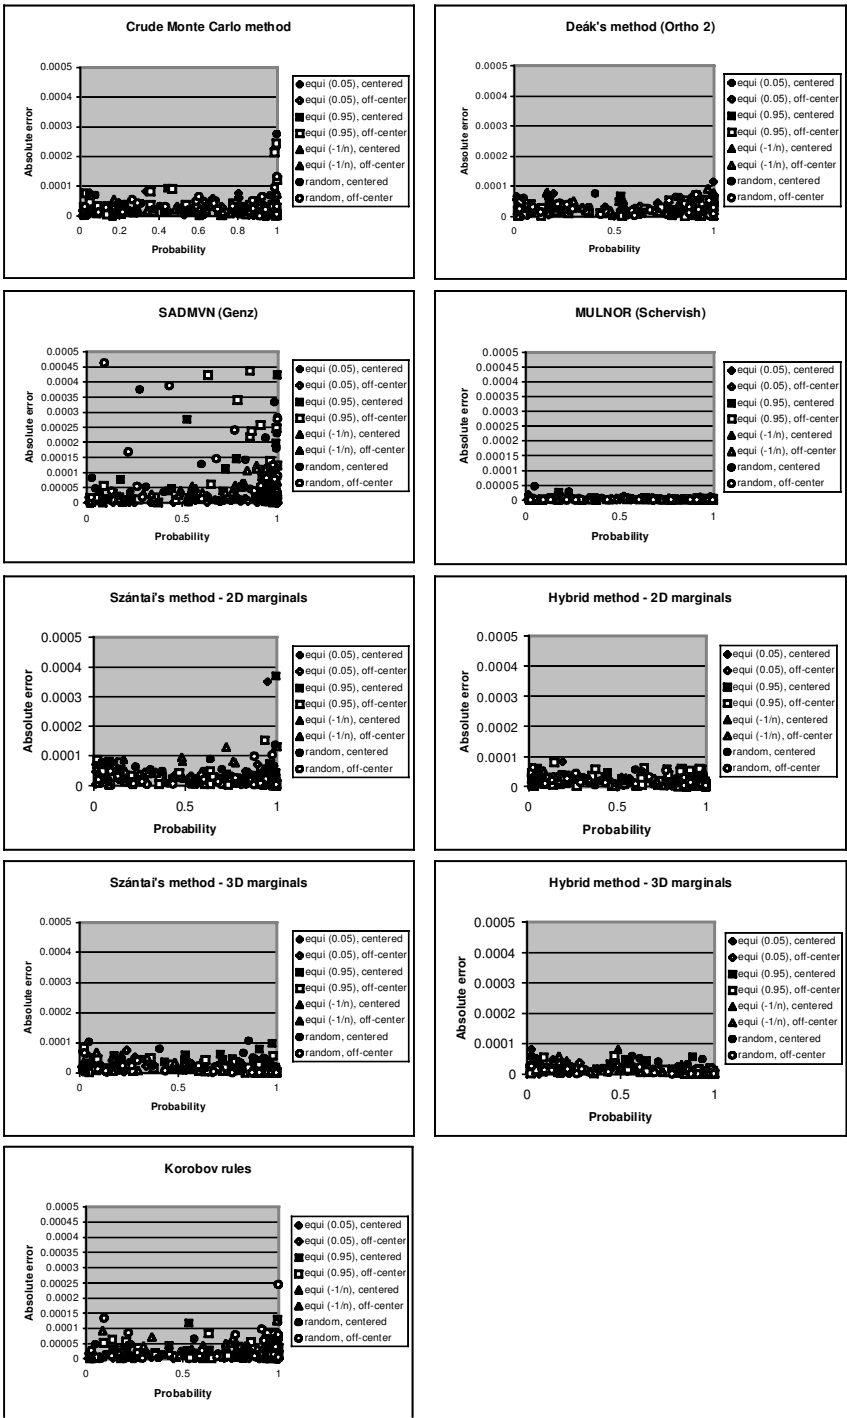 Crude Monte Carlo method
Absolute error
0.0005
0.0004
0.0003
0.0002
0.0001
0
0 0.2 0.4 0.6 0.8 1
Probability
equi (0.05), centered
equi (0.05), off-center
equi (0.95), centered
equi (0.95), off-center
equi (-1/n), centered
equi (-1/n), off-center
random, centered
random, off-center
Deák's method (Ortho 2)
Absolute error
0.0005
0.0004
0.0003
0.0002
0.0001
0
0 0.5 1
Probability
equi (0.05), centered
equi (0.05), off-center
equi (0.95), centered
equi (0.95), off-center
equi (-1/n), centered
equi (-1/n), off-center
random, centered
random, off-center
SADMVN (Genz)
Absolute error
0.0005
0.00045
0.0004
0.00035
0.0003
0.00025
0.0002
0.00015
0.0001
0.00005
0
0 0.5 1
Probability
equi (0.05), centered
equi (0.05), off-center
equi (0.95), centered
equi (0.95), off-center
equi (-1/n), centered
equi (-1/n), off-center
random, centered
random, off-center
MULNOR (Schervish)
Absolute error
0.0005
0.00045
0.0004
0.00035
0.0003
0.00025
0.0002
0.00015
0.0001
0.00005
0
0 0.5 1
Probability
equi (0.05), centered
equi (0.05), off-center
equi (0.95), centered
equi (0.95), off-center
equi (-1/n), centered
equi (-1/n), off-center
random, centered
random, off-center
Szántai's method - 2D marginals
Absolute error
0.0005
0.0004
0.0003
0.0002
0.0001
0
0 0.5 1
Probability
equi (0.05), centered
equi (0.05), off-center
equi (0.95), centered
equi (0.95), off-center
equi (-1/n), centered
equi (-1/n), off-center
random, centered
random, off-center
Hybrid method - 2D marginals
Absolute error
0.0005
0.0004
0.0003
0.0002
0.0001
0
0 0.5 1
Probability
equi (0.05), centered
equi (0.05), off-center
equi (0.95), centered
equi (0.95), off-center
equi (-1/n), centered
equi (-1/n), off-center
random, centered
random, off-center
Szántai's method - 3D marginals
Absolute error
0.0005
0.0004
0.0003
0.0002
0.0001
0
0 0.5 1
Probability
equi (0.05), centered
equi (0.05), off-center
equi (0.95), centered
equi (0.95), off-center
equi (-1/n), centered
equi (-1/n), off-center
random, centered
random, off-center
Hybrid method - 3D marginals
Absolute error
0.0005
0.0004
0.0003
0.0002
0.0001
0
0 0.5 1
Probability
equi (0.05), centered
equi (0.05), off-center
equi (0.95), centered
equi (0.95), off-center
equi (-1/n), centered
equi (-1/n), off-center
random, centered
random, off-center
Korobov rules
Absolute error
0.0005
0.00045
0.0004
0.00035
0.0003
0.00025
0.0002
0.00015
0.0001
0.00005
0
0 0.5 1
Probability
equi (0.05), centered
equi (0.05), off-center
equi (0.95), centered
equi (0.95), off-center
equi (-1/n), centered
equi (-1/n), off-center
random, centered
random, off-center